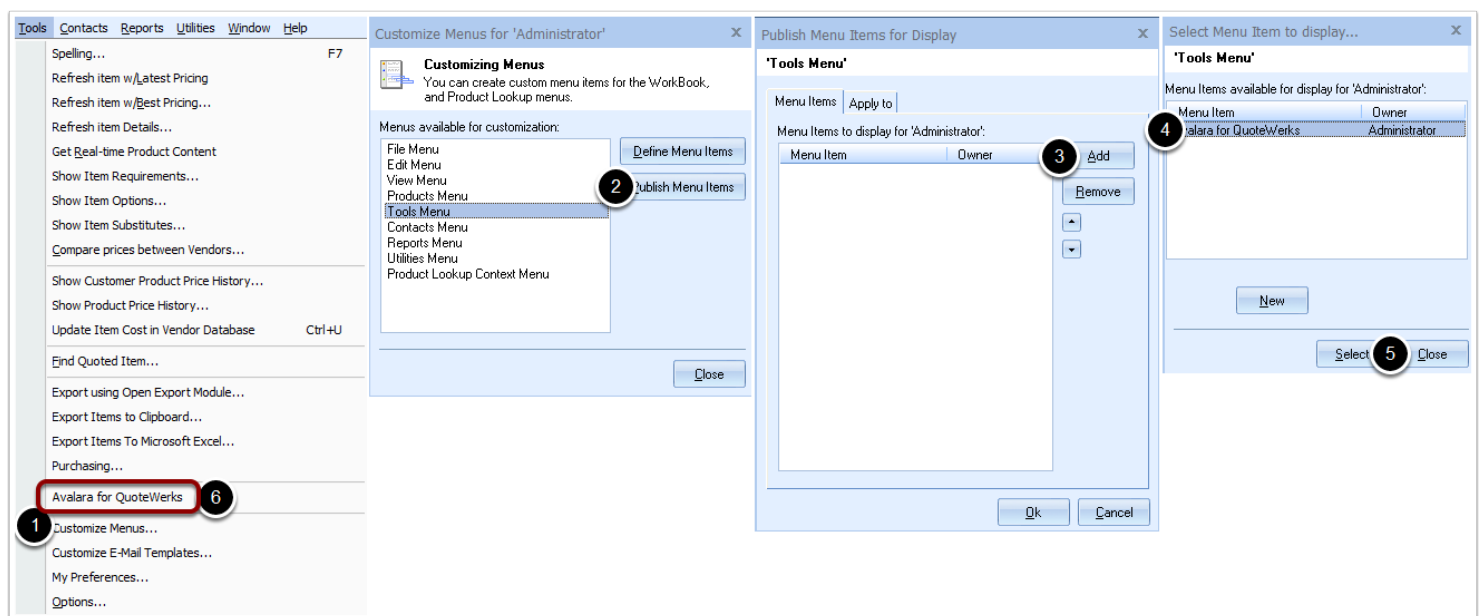 Tools Contacts Reports Utilities Window Help
Spelling... F7
Refresh item w/Latest Pricing
Refresh item w/Best Pricing...
Refresh item Details...
Get Real-time Product Content
Show Item Requirements...
Show Item Options...
Show Item Substitutes...
Compare prices between Vendors...
Show Customer Product Price History...
Show Product Price History...
Update Item Cost in Vendor Database Ctrl+U
Find Quoted Item...
Export using Open Export Module...
Export Items to Clipboard...
Export Items To Microsoft Excel...
Purchasing...
Avalara for QuoteWerks 6
1 Customize Menus...
Customize E-Mail Templates...
My Preferences...
Options...
Customize Menus for 'Administrator' X
Customizing Menus
You can create custom menu items for the WorkBook,
and Product Lookup menus.
Menus available for customization:
File Menu
Edit Menu
View Menu
Products Menu
Tools Menu
Contacts Menu
Reports Menu
Utilities Menu
Product Lookup Context Menu
Define Menu Items
2 Publish Menu Items
Close
Publish Menu Items for Display X
'Tools Menu'
Menu Items Apply to
Menu Items to display for 'Administrator':
Menu Item Owner
3 Add
Remove
Ok Cancel
Select Menu Item to display... X
'Tools Menu'
Menu Items available for display for 'Administrator':
Menu Item Owner
4 Avalara for QuoteWerks Administrator
New
Select 5 Close